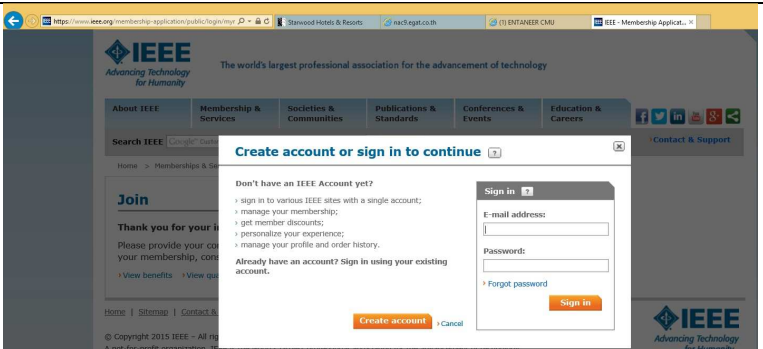 https://www.ieee.org/membership-application/public/login/myr
Starwood Hotels & Resorts
nac9.egat.co.th
(1) ENTANEER CMU
IEEE - Membership Applicat...
IEEE
Advancing Technology
for Humanity
The world's largest professional association for the advancement of technology
About IEEE
Membership &
Services
Societies &
Communities
Publications &
Standards
Conferences &
Events
Education &
Careers
Search IEEE
Contact & Support
Home > Memberships &
Create account or sign in to continue ?
Join
Thank you for your
Please provide your
your membership,
View benefits
Don't have an IEEE Account yet?
sign in to various IEEE sites with a single account;
manage your membership;
get member discounts;
personalize your experience;
manage your profile and order history.
Already have an account? Sign in using your existing
account.
Create account
Cancel
Sign in ?
E-mail address:
Password:
Forgot password
Sign in
Home | Sitemap | Contact &
© Copyright 2015 IEEE – All
IEEE
Advancing Technology
for Humanity